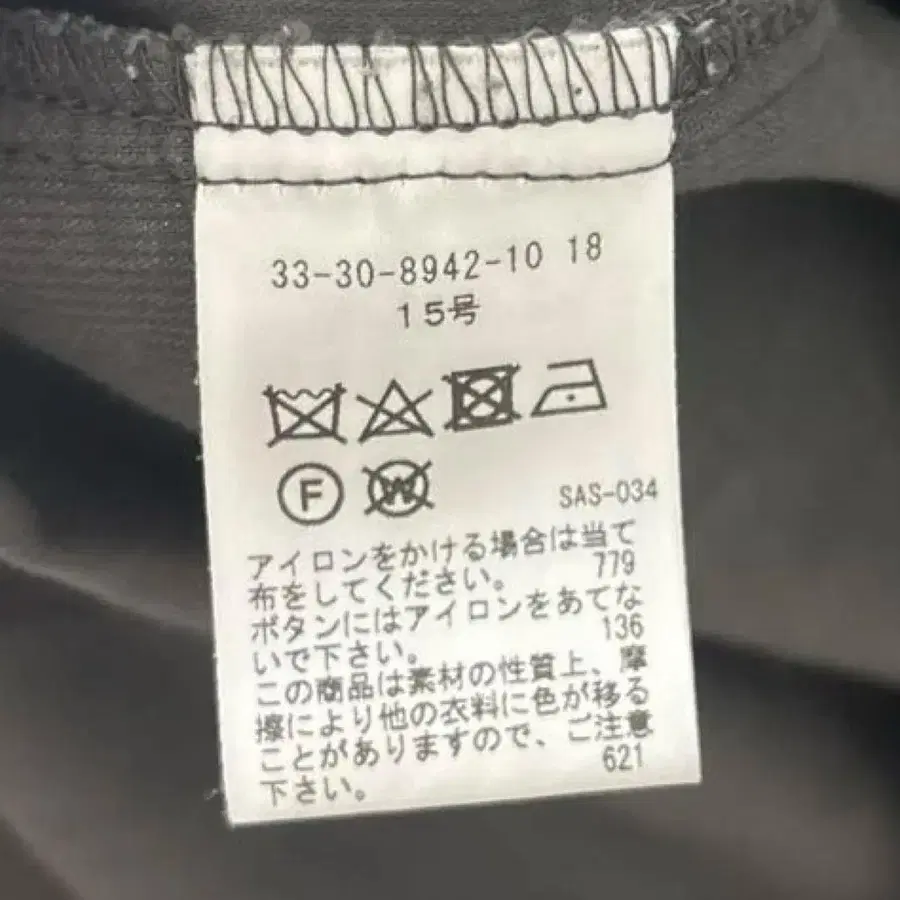 33-30-8942-10 18
15号
F W
SAS-034
アイロンをかける場合は当て
布をしてください。 779
ボタンにはアイロンをあてな
いで下さい。 136
この商品は素材の性質上、摩
擦により他の衣料に色が移る
ことがありますので、ご注意
下さい。 621